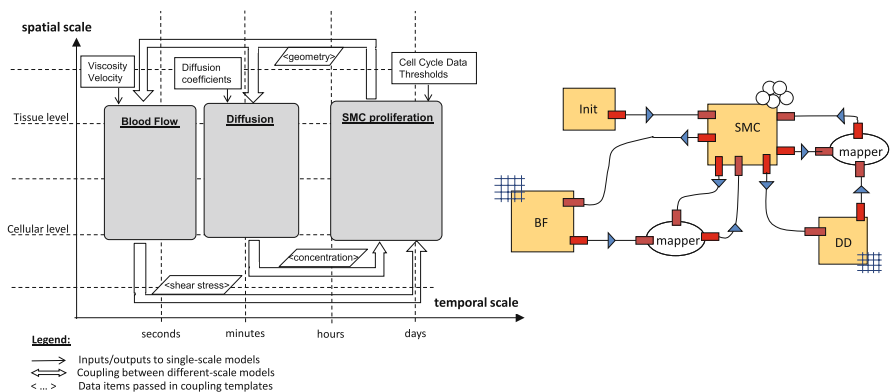 spatial scale
Viscosity
Velocity
Diffusion
coefficients
<geometry>
Cell Cycle Data
Thresholds
Tissue level
Blood Flow
Diffusion
SMC proliferation
Cellular level
<concentration>
<shear stress>
temporal scale
seconds
minutes
hours
days
Legend:
Inputs/outputs to single-scale models
Coupling between different-scale models
< ... > Data items passed in coupling templates
Init
SMC
mapper
BF
mapper
DD